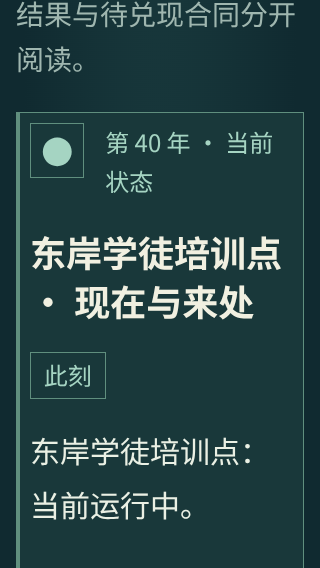 结果与待兑现合同分开
阅读。
第 40 年 · 当前
状态
东岸学徒培训点
· 现在与来处
此刻
东岸学徒培训点：
当前运行中。